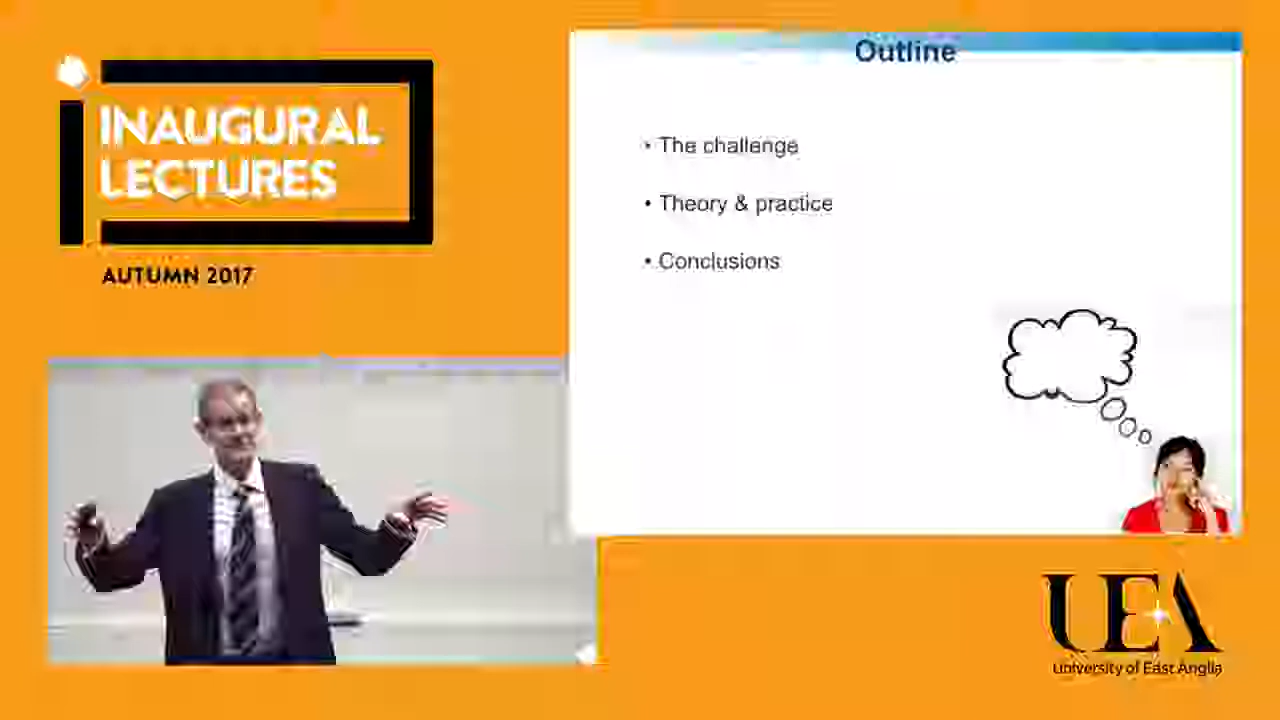 INAUGURAL
LECTURES
AUTUMN 2017
Outline
• The challenge
• Theory & practice
• Conclusions
UEA
University of East Anglia